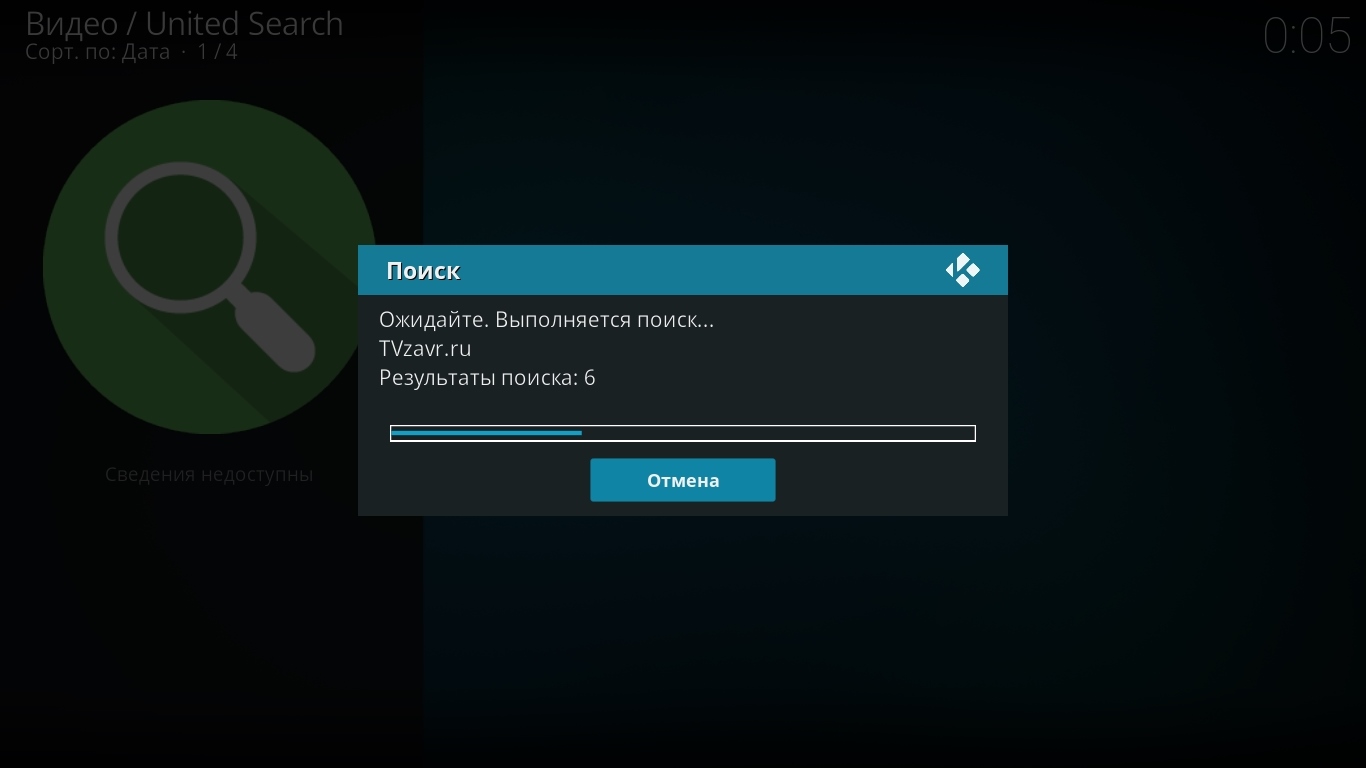 Видео / United Search
Сорт. по: Дата · 1 / 4
0:05
Поиск
Ожидайте. Выполняется поиск...
TVzavr.ru
Результаты поиска: 6
Отмена
Сведения недоступны